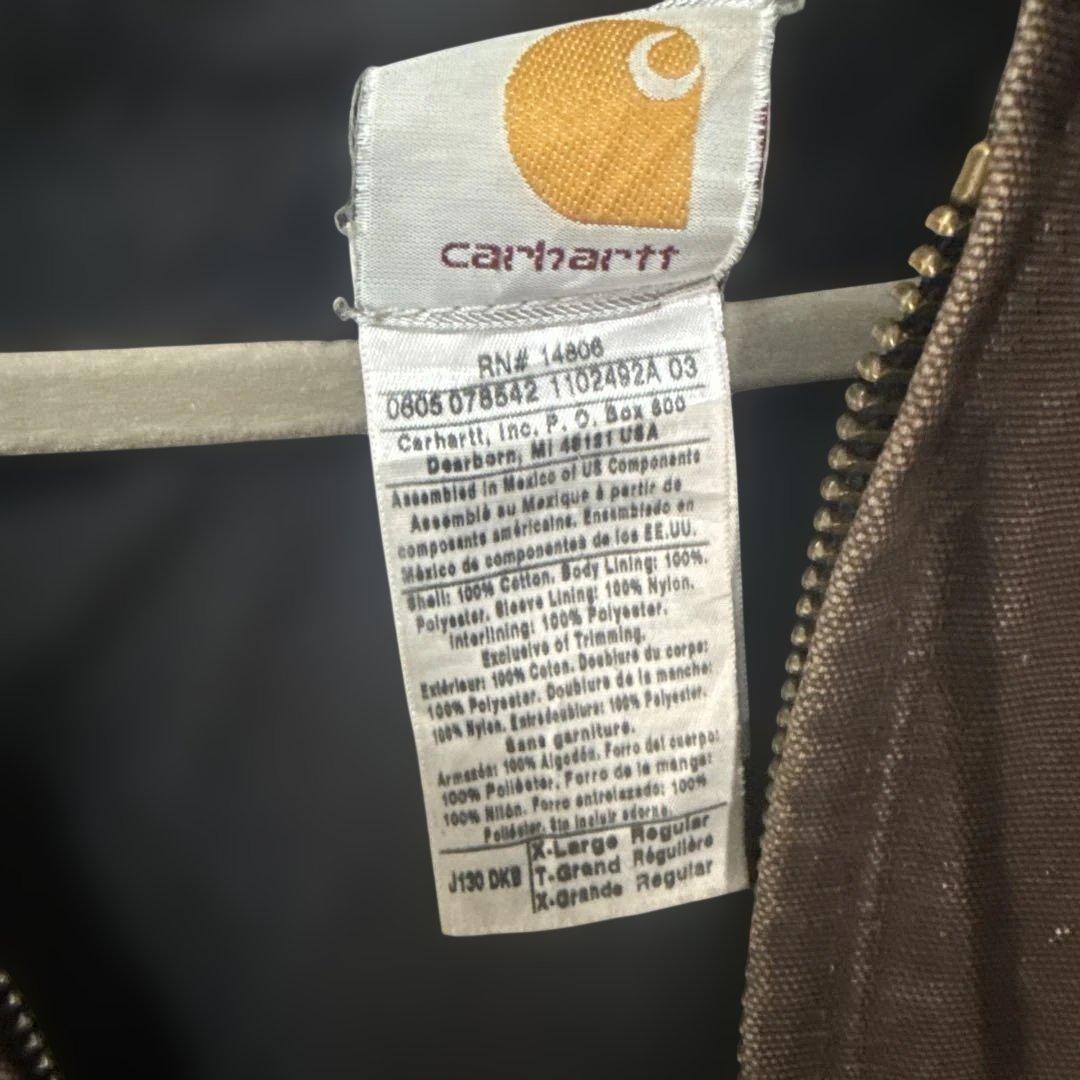 carhartt
RN# 14806
0605 078542 1102492A 03
Carhartt, Inc. P. O. Box 600
Dearborn, MI 48121 USA
Assembled in Mexico of US Components
Assemblé au Mexique à partir de
composants américains. Ensamblado en
México de componentes de los EE.UU.
Shell: 100% Cotton. Body Lining: 100%.
Polyester. Sleeve Lining: 100% Nylon.
Interlining: 100% Polyester.
Exclusive of Trimming.
Extérieur: 100% Coton. Doublure du corps:
100% Polyester. Doublure de la manche:
100% Nylon. Entredoublure: 100% Polyester.
Sans garniture.
Armazón: 100% Algodón. Forro del cuerpo:
100% Poliéster. Forro de la manga:
100% Nilón. Forro entrelazado: 100%
Poliéster. Sin incluir adorno.
J130 DKB
X-Large Regular
T-Grand Régulière
X-Grande Regular